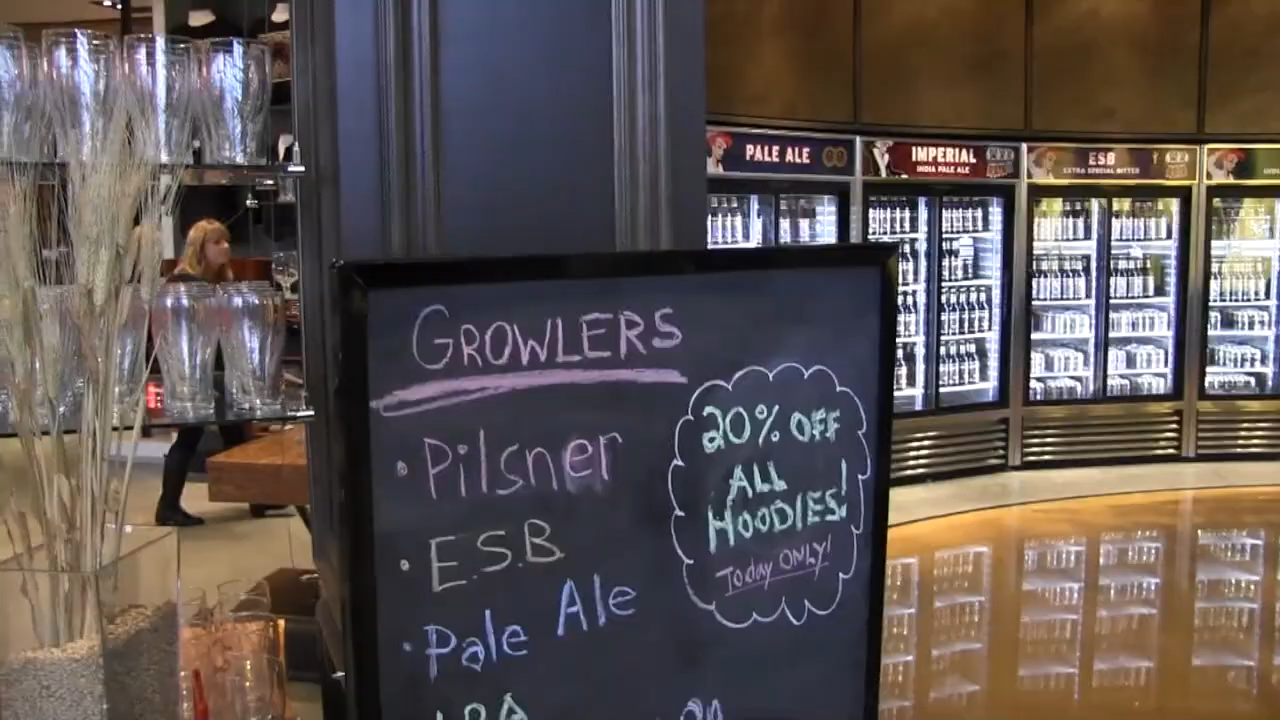 PALE ALE
IMPERIAL
INDIA PALE ALE
ESB
EXTRA SPECIAL BITTER
GROWLERS
• Pilsner
• E.S.B
• Pale Ale
20% OFF
ALL
HOODIES!
Today ONLY!